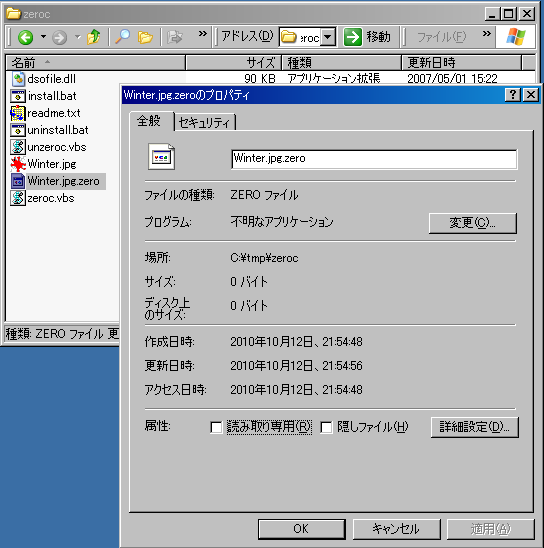 zeroc
アドレス(D)
eroc
移動
ファイル(F)
名前
サイズ
種類
更新日時
dsofile.dll
90 KB
アプリケーション拡張
2007/05/01 15:22
install.bat
readme.txt
uninstall.bat
unzeroc.vbs
Winter.jpg
Winter.jpg.zero
zeroc.vbs
種類: ZERO ファイル 更
Winter.jpg.zeroのプロパティ
全般
セキュリティ
Winter.jpg.zero
ファイルの種類:
ZERO ファイル
プログラム:
不明なアプリケーション
変更(C)...
場所:
C:¥tmp¥zeroc
サイズ:
0 バイト
ディスク上
のサイズ:
0 バイト
作成日時:
2010年10月12日、21:54:48
更新日時:
2010年10月12日、21:54:56
アクセス日時:
2010年10月12日、21:54:48
属性:
読み取り専用(R)
隠しファイル(H)
詳細設定(D)...
OK
キャンセル
適用(A)